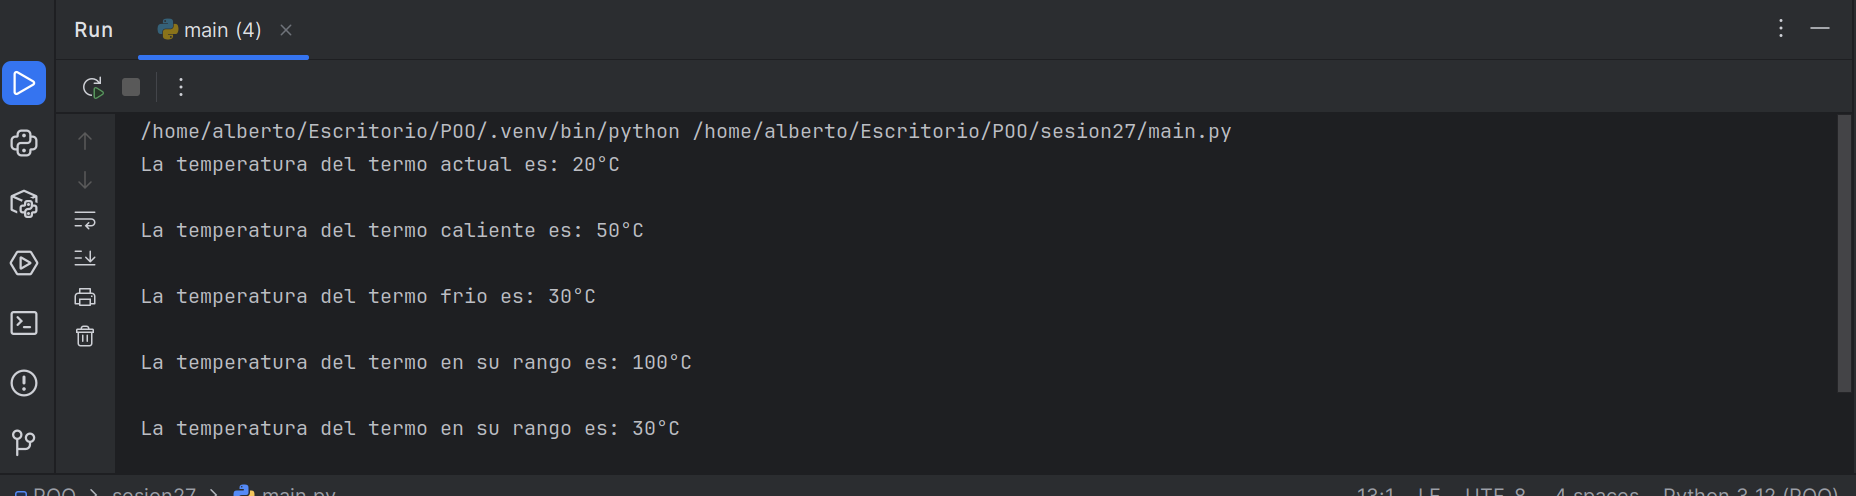 Run main (4)
/home/alberto/Escritorio/POO/.venv/bin/python /home/alberto/Escritorio/POO/sesion27/main.py
La temperatura del termo actual es: 20°C
La temperatura del termo caliente es: 50°C
La temperatura del termo frio es: 30°C
La temperatura del termo en su rango es: 100°C
La temperatura del termo en su rango es: 30°C
POO > sesion27 > main.py 13:1 LF UTF-8 4 spaces Python 3.12 (POO)